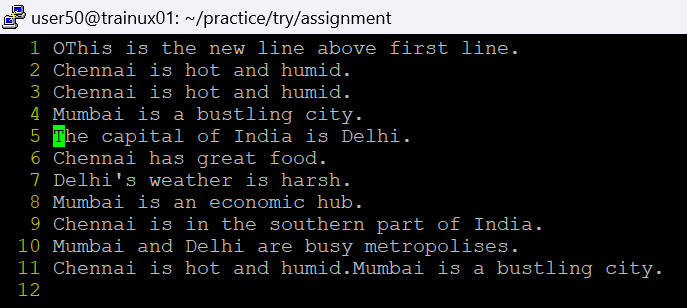 user50@trainux01: ~/practice/try/assignment
1 OThis is the new line above first line.
2 Chennai is hot and humid.
3 Chennai is hot and humid.
4 Mumbai is a bustling city.
5 The capital of India is Delhi.
6 Chennai has great food.
7 Delhi's weather is harsh.
8 Mumbai is an economic hub.
9 Chennai is in the southern part of India.
10 Mumbai and Delhi are busy metropolises.
11 Chennai is hot and humid.Mumbai is a bustling city.
12